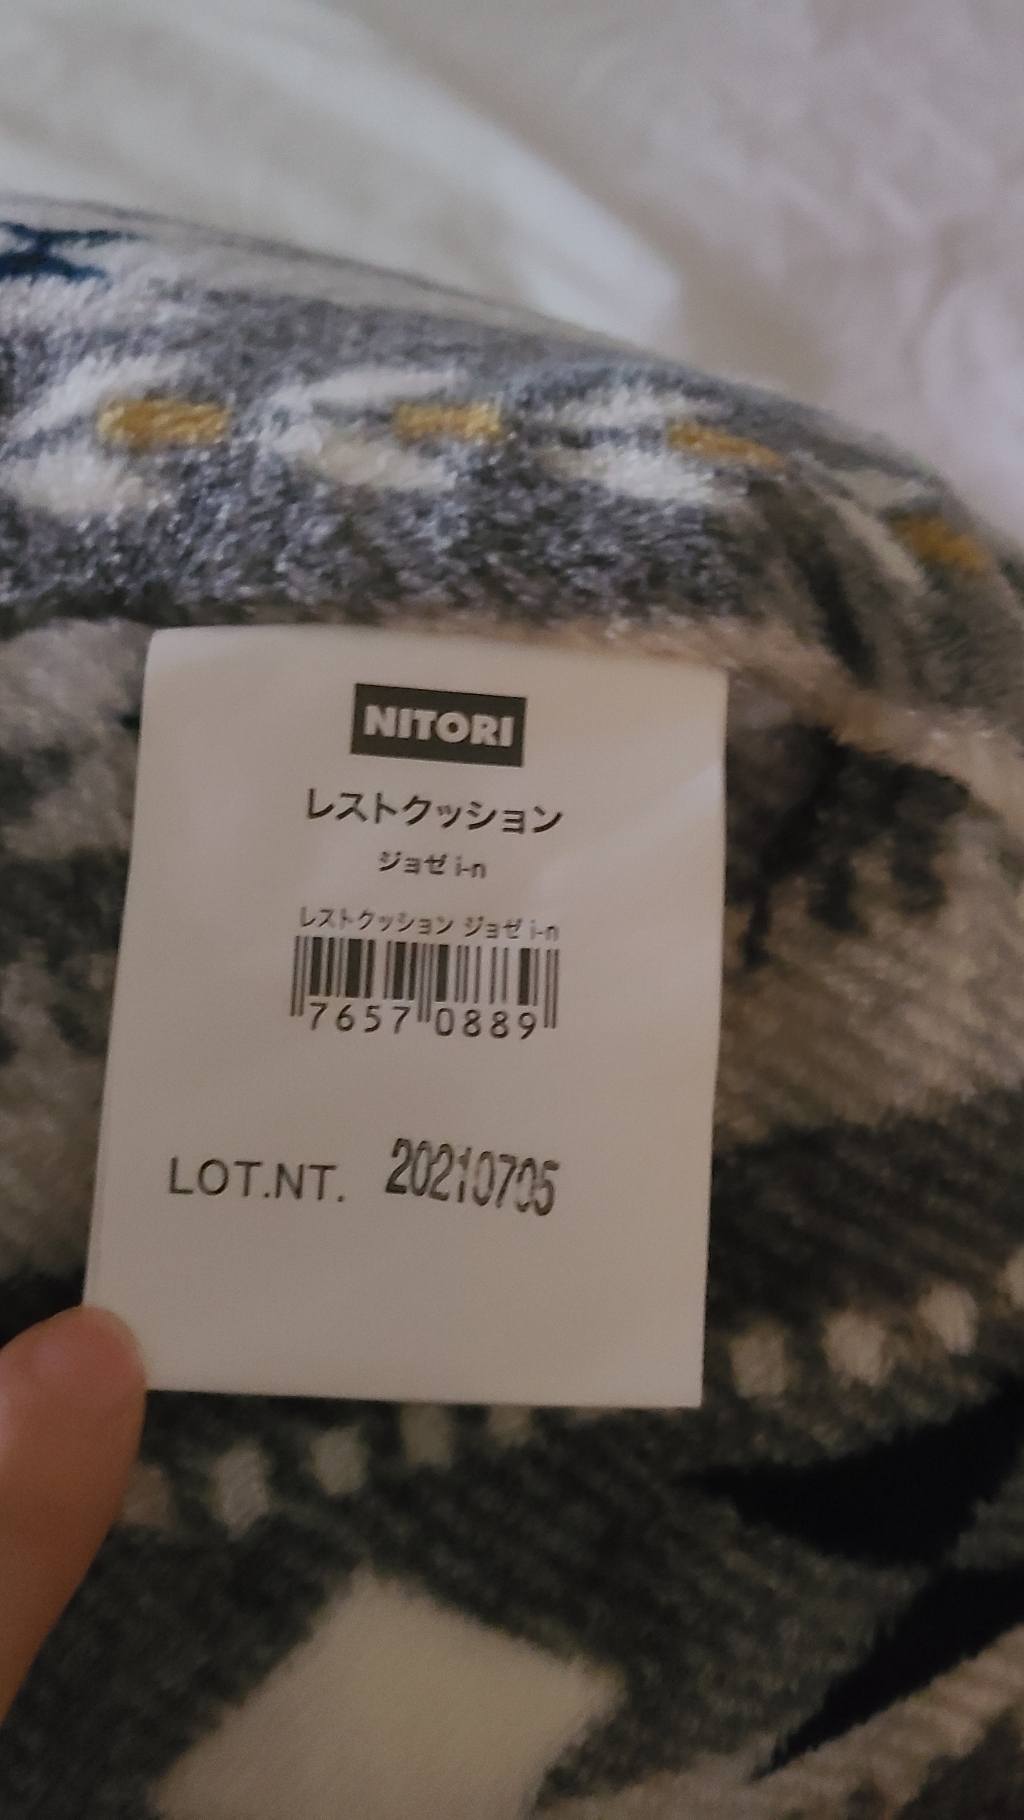 NITORI
レストクッション
ジョゼ i-n
レストクッション ジョゼ i-n
7657 0889
LOT.NT. 20210705